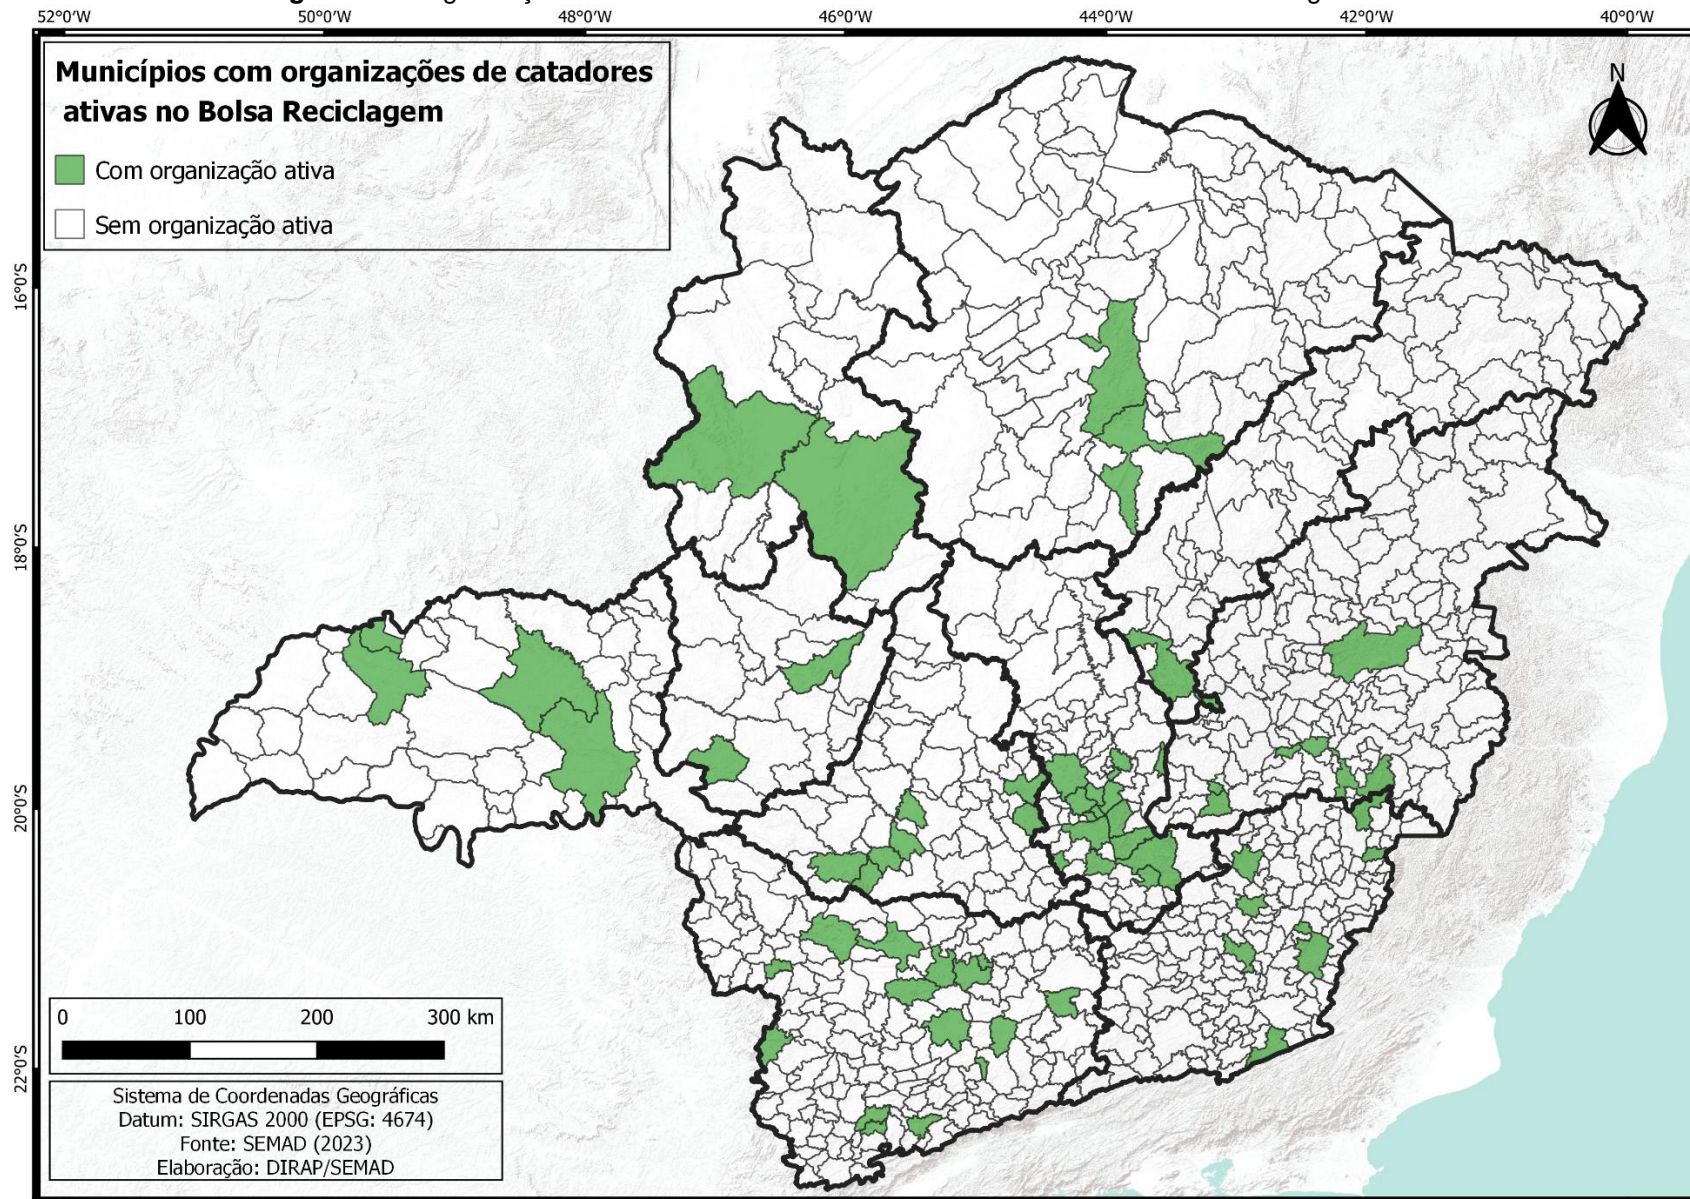 52°0'W 50°0'W 48°0'W 46°0'W 44°0'W 42°0'W 40°0'W
Municípios com organizações de catadores
ativas no Bolsa Reciclagem
Com organização ativa
Sem organização ativa
N
16°0'S
18°0'S
20°0'S
22°0'S
0 100 200 300 km
Sistema de Coordenadas Geográficas
Datum: SIRGAS 2000 (EPSG: 4674)
Fonte: SEMAD (2023)
Elaboração: DIRAP/SEMAD